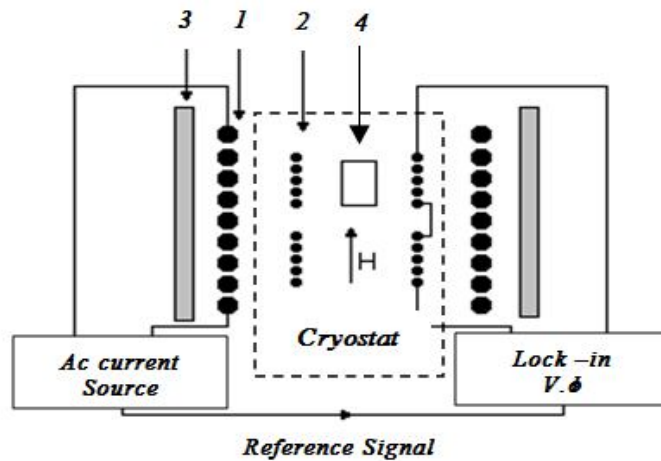 3 1 2 4
H
Cryostat
Ac current
Source
Lock –in
V.Φ
Reference Signal